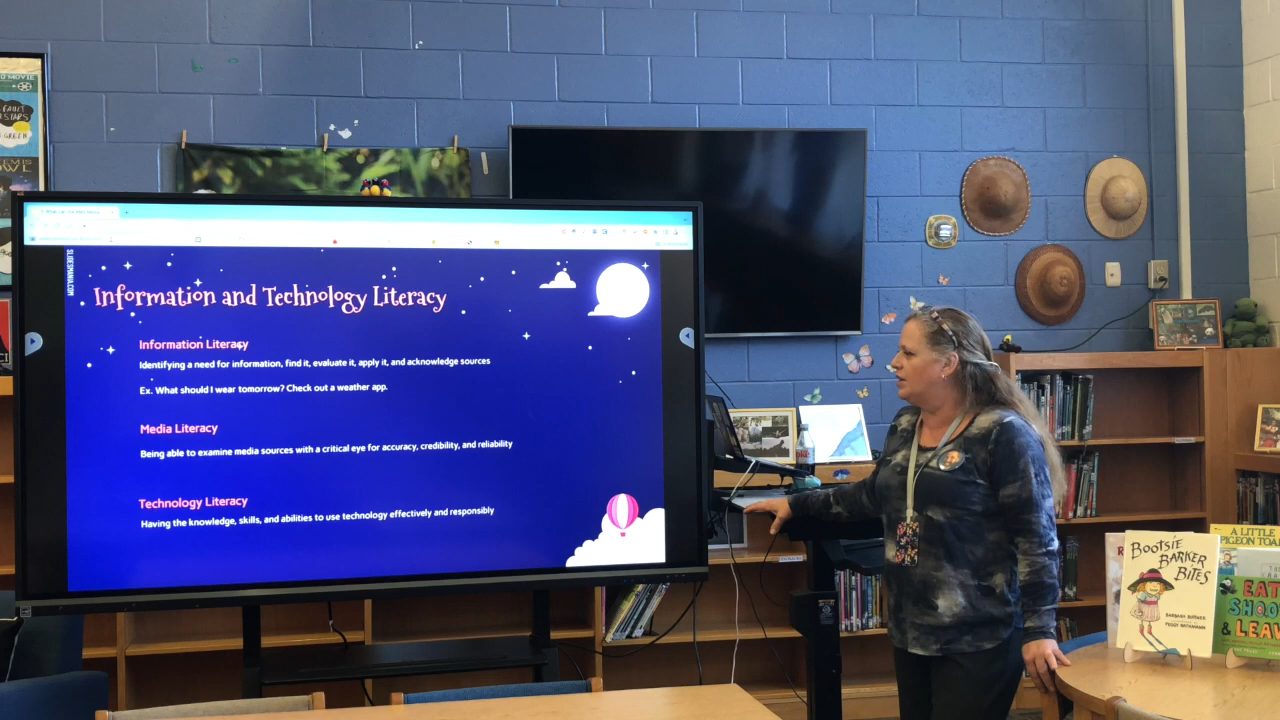 SLIDESMANIA.COM
Information and Technology Literacy
Information Literacy
Identifying a need for information, find it, evaluate it, apply it, and acknowledge sources
Ex. What should I wear tomorrow? Check out a weather app.
Media Literacy
Being able to examine media sources with a critical eye for accuracy, credibility, and reliability
Technology Literacy
Having the knowledge, skills, and abilities to use technology effectively and responsibly
BOOTSIE
BARKER
BITES
BARBARA BOTTNER
PEGGY RATHMANN
A LITTLE
PIGEON TOAD
EAT
SHOO
& LEAV